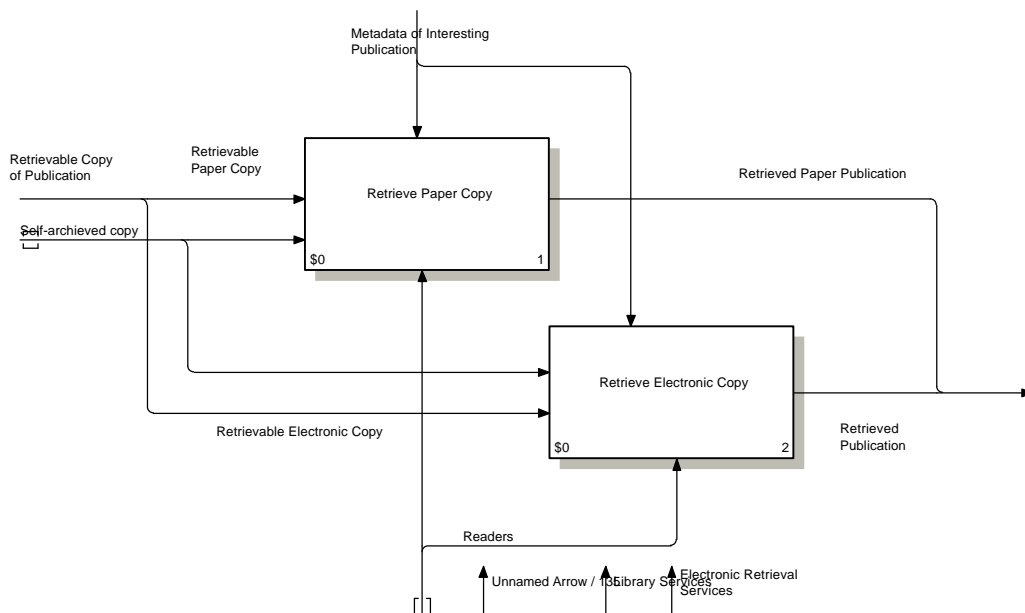 Metadata of Interesting
Publication
Retrievable Copy
of Publication
Retrievable
Paper Copy
Retrieve Paper Copy
Retrieved Paper Publication
Self-archieved copy
$0
1
Retrieve Electronic Copy
Retrievable Electronic Copy
$0
2
Retrieved
Publication
Readers
Unnamed Arrow / 135
Library Services
Electronic Retrieval
Services